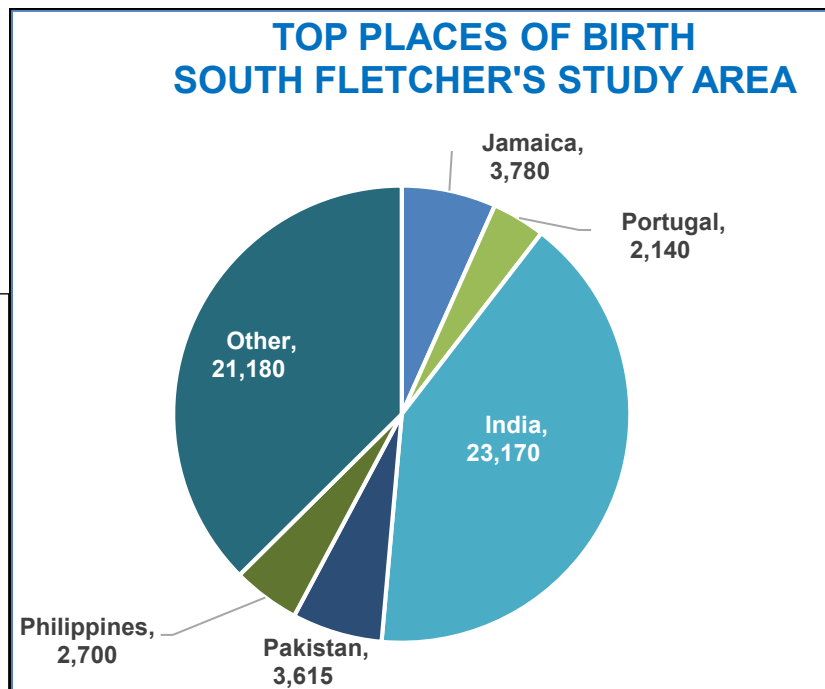 TOP PLACES OF BIRTH
SOUTH FLETCHER'S STUDY AREA
Jamaica,
3,780
Portugal,
2,140
Other,
21,180
India,
23,170
Philippines,
2,700
Pakistan,
3,615